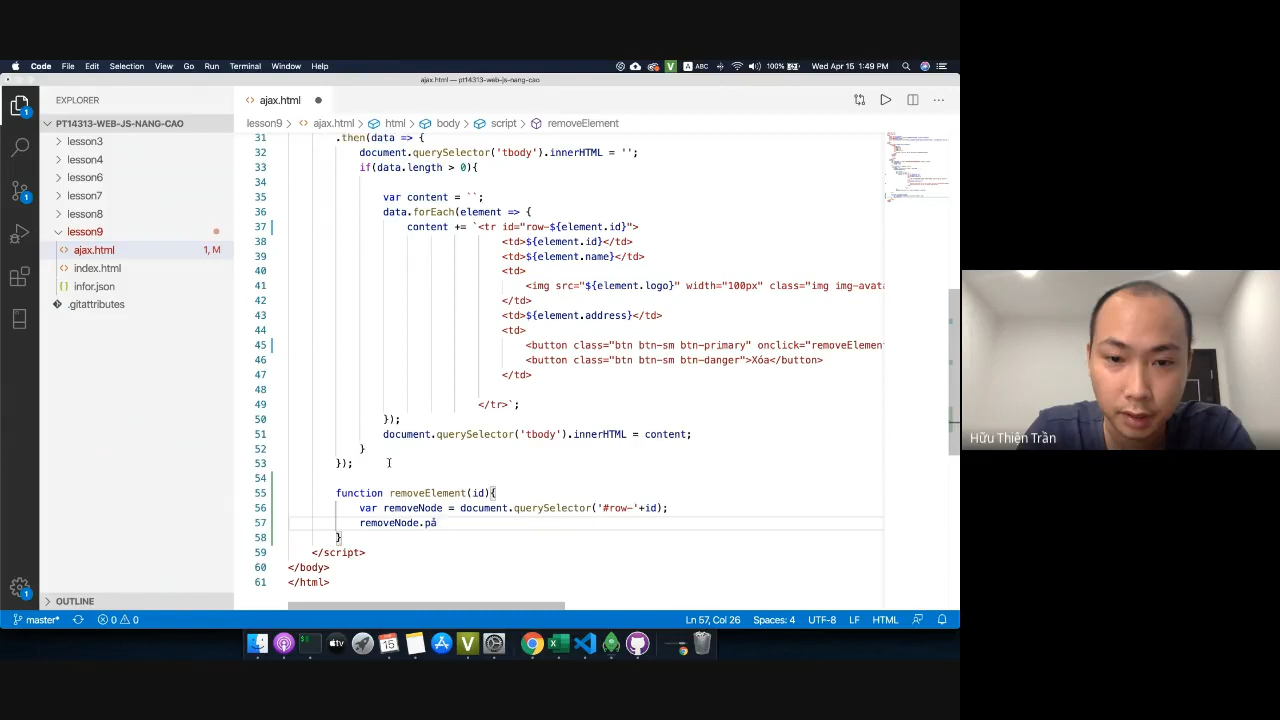 Code File Edit Selection View Go Run Terminal Window Help
100% ABC Wed Apr 15 1:49 PM
ajax.html — pt14313-web-js-nang-cao
EXPLORER
ajax.html
PT14313-WEB-JS-NANG-CAO
lesson3
lesson4
lesson6
lesson7
lesson8
lesson9
ajax.html 1, M
index.html
infor.json
.gitattributes
OUTLINE
lesson9 > ajax.html > html > body > script > removeElement
31 .then(data => {
32 document.querySelector('tbody').innerHTML = '';
33 if(data.length > 0){
34
35 var content = ``;
36 data.forEach(element => {
37 content += `<tr id="row-${element.id}">
38 <td>${element.id}</td>
39 <td>${element.name}</td>
40 <td>
41 <img src="${element.logo}" width="100px" class="img img-avata
42 </td>
43 <td>${element.address}</td>
44 <td>
45 <button class="btn btn-sm btn-primary" onclick="removeElement
46 <button class="btn btn-sm btn-danger">Xóa</button>
47 </td>
48
49 </tr>`;
50 });
51 document.querySelector('tbody').innerHTML = content;
52 }
53 });
54
55 function removeElement(id){
56 var removeNode = document.querySelector('#row-'+id);
57 removeNode.pả
58 }
59 </script>
60 </body>
61 </html>
master* 0 0 Ln 57, Col 26 Spaces: 4 UTF-8 LF HTML
Hữu Thiện Trần